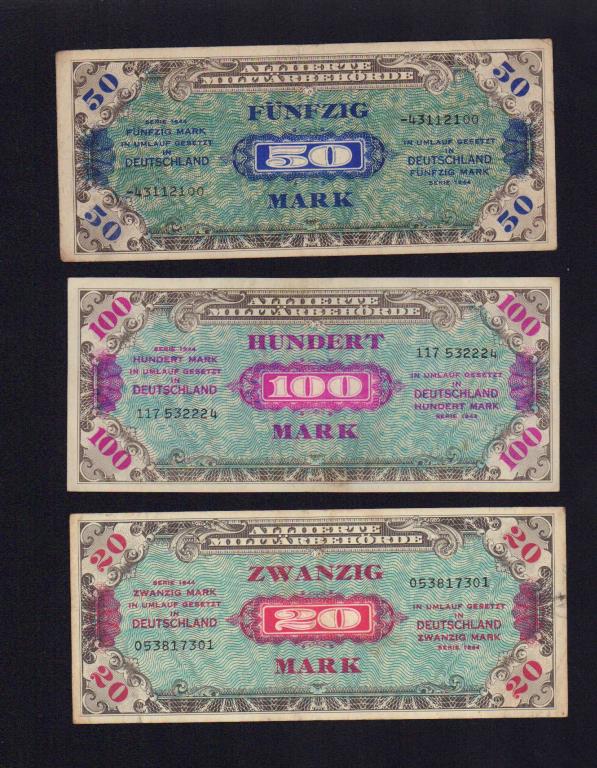 ALLIIERTE
MILITÄRBEHÖRDE
50
50
FÜNFZIG
-43112100
SERIE 1944
FÜNFZIG MARK
IN UMLAUF GESETZT
IN
DEUTSCHLAND
50
IN UMLAUF GESETZT
IN
DEUTSCHLAND
FÜNFZIG MARK
SERIE 1944
-43112100
MARK
50
50
ALLIIERTE
MILITÄRBEHÖRDE
100
100
HUNDERT
117 532224
SERIE 1944
HUNDERT MARK
IN UMLAUF GESETZT
IN
DEUTSCHLAND
100
IN UMLAUF GESETZT
IN
DEUTSCHLAND
HUNDERT MARK
SERIE 1944
117 532224
MARK
100
100
ALLIIERTE
MILITÄRBEHÖRDE
20
20
ZWANZIG
053817301
SERIE 1944
ZWANZIG MARK
IN UMLAUF GESETZT
IN
DEUTSCHLAND
20
IN UMLAUF GESETZT
IN
DEUTSCHLAND
ZWANZIG MARK
SERIE 1944
053817301
MARK
20
20